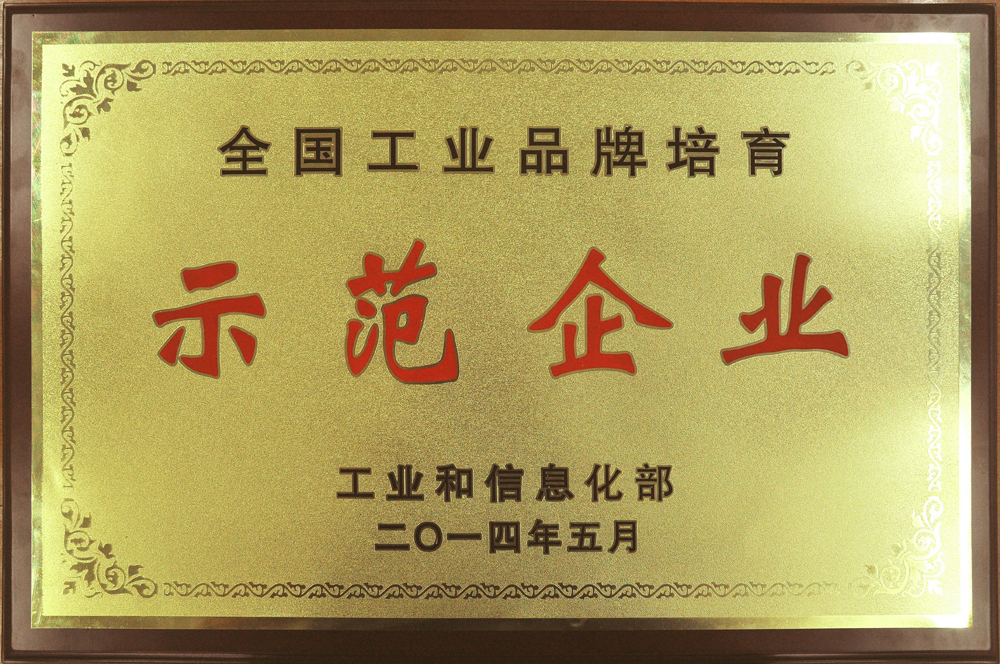 全国工业品牌培育
示范企业
工业和信息化部
二〇一四年五月